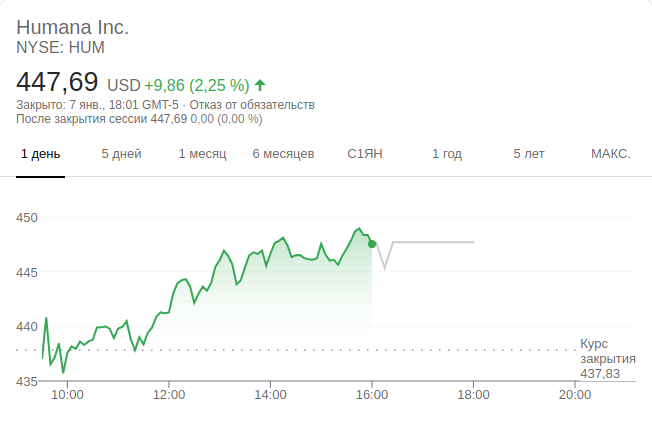 Humana Inc.
NYSE: HUM
447,69 USD +9,86 (2,25 %)
Закрыто: 7 янв., 18:01 GMT-5 · Отказ от обязательств
После закрытия сессии 447,69 0,00 (0,00 %)
1 день 5 дней 1 месяц 6 месяцев С1ЯН 1 год 5 лет МАКС.
450
445
440
Курс
закрытия
437,83
435
10:00 12:00 14:00 16:00 18:00 20:00